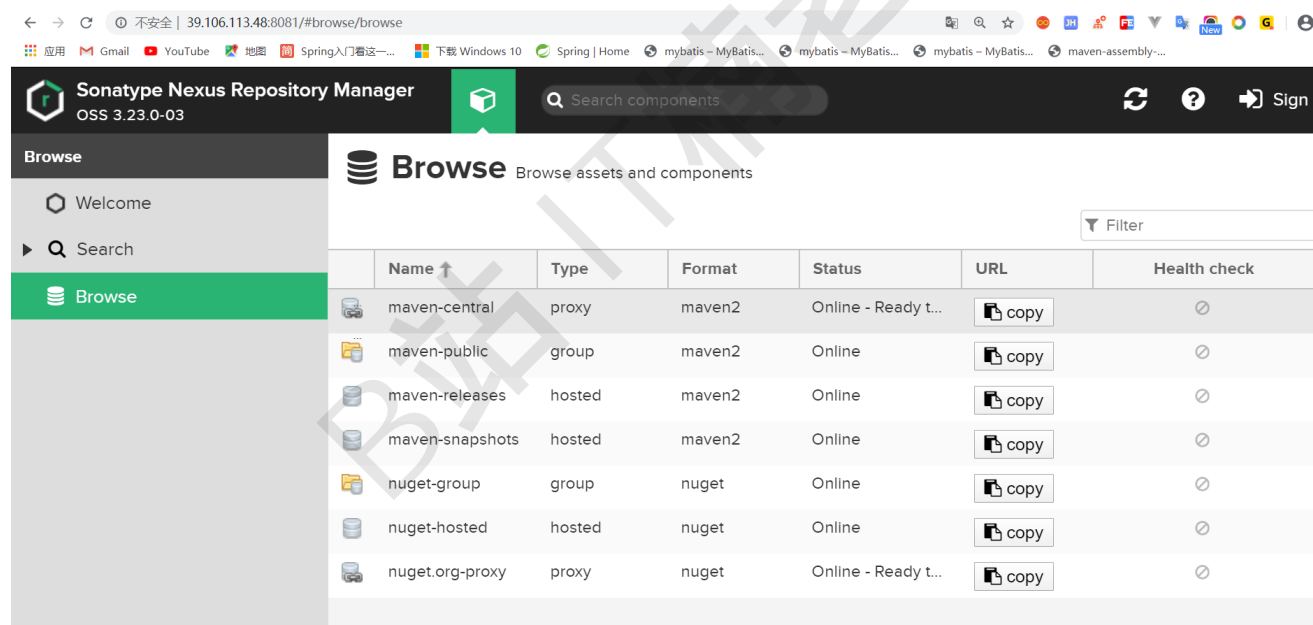 不安全 | 39.106.113.48:8081/#browse/browse
应用 Gmail YouTube 地图 Spring入门看这一... 下载 Windows 10 Spring | Home mybatis – MyBatis... mybatis – MyBatis... mybatis – MyBatis... maven-assembly-...
Sonatype Nexus Repository Manager
OSS 3.23.0-03
Search components
Sign
Browse
Welcome
Search
Browse
Browse Browse assets and components
Filter
Name Type Format Status URL Health check
maven-central proxy maven2 Online - Ready t... copy
maven-public group maven2 Online copy
maven-releases hosted maven2 Online copy
maven-snapshots hosted maven2 Online copy
nuget-group group nuget Online copy
nuget-hosted hosted nuget Online copy
nuget.org-proxy proxy nuget Online - Ready t... copy
B站